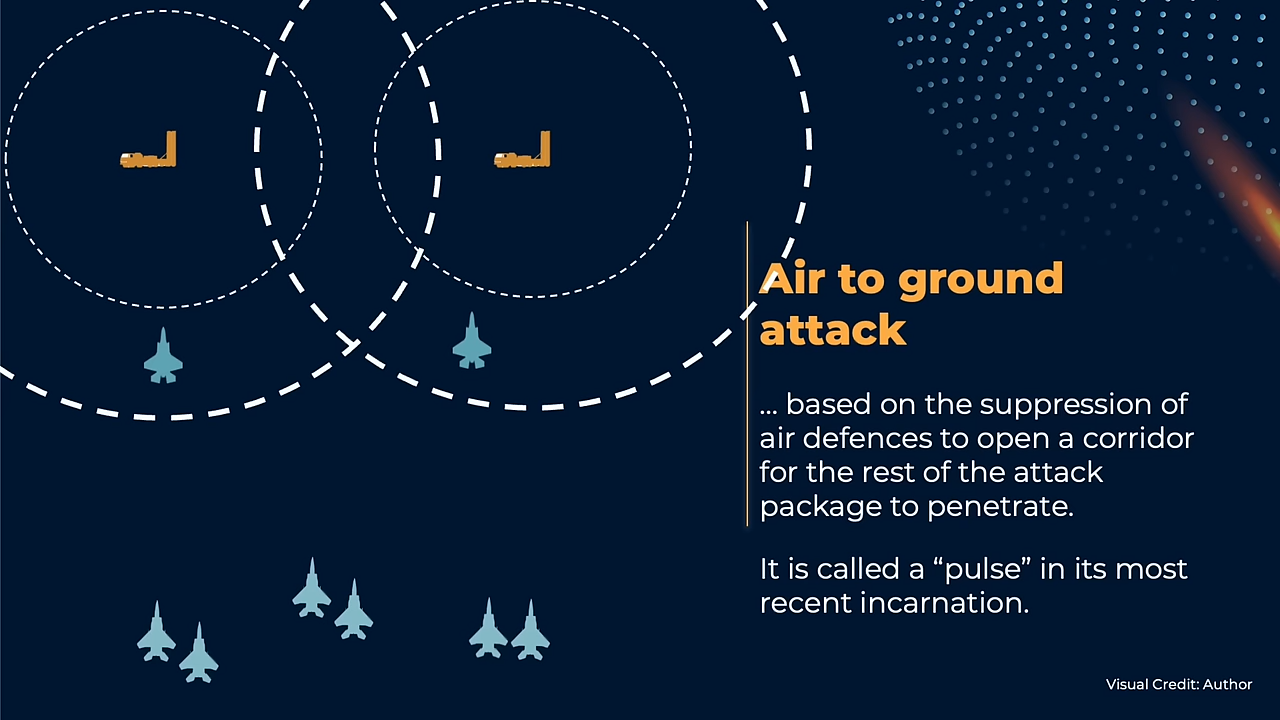 Air to ground
attack
... based on the suppression of
air defences to open a corridor
for the rest of the attack
package to penetrate.
It is called a “pulse” in its most
recent incarnation.
Visual Credit: Author